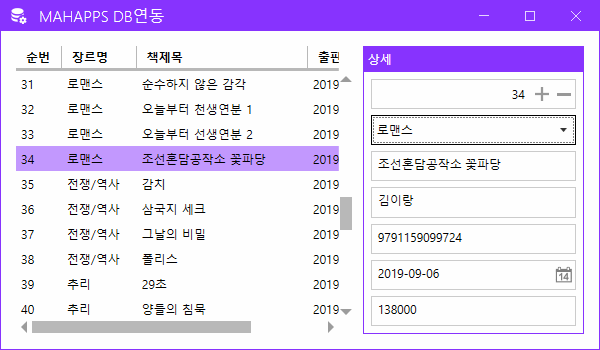 MAHAPPS DB연동
순번 장르명 책제목 출판
31 로맨스 순수하지 않은 감각 2019
32 로맨스 오늘부터 천생연분 1 2019
33 로맨스 오늘부터 선생연분 2 2019
34 로맨스 조선혼담공작소 꽃파당 2019
35 전쟁/역사 감치 2019
36 전쟁/역사 삼국지 세크 2019
37 전쟁/역사 그날의 비밀 2019
38 전쟁/역사 폴리스 2019
39 추리 29초 2019
40 추리 양들의 침묵 2019
상세
34
로맨스
조선혼담공작소 꽃파당
김이랑
9791159099724
2019-09-06
14
138000